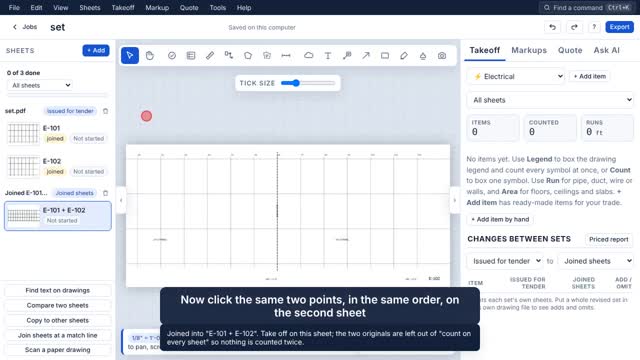 File Edit View Sheets Takeoff Markup Quote Tools Help Find a command Ctrl+K
Jobs set Saved on this computer ? Export
SHEETS + Add
0 of 3 done
All sheets
set.pdf Issued for tender
E-101
joined Not started
E-102
joined Not started
Joined E-101... Joined sheets
E-101 + E-102
Not started
Find text on drawings
Compare two sheets
Copy to other sheets
Join sheets at a match line
Scan a paper drawing
TICK SIZE
E-102
Now click the same two points, in the same order, on
the second sheet
Joined into "E-101 + E-102". Take off on this sheet; the two originals are left out of "count on
every sheet" so nothing is counted twice.
Takeoff Markups Quote Ask AI
Electrical + Add item
All sheets
ITEMS COUNTED RUNS
0 0 0 ft
No items yet. Use Legend to box the drawing
legend and count every symbol at once, or Count
to box one symbol. Use Run for pipe, duct, wire or
walls, and Area for floors, ceilings and slabs. +
Add item has ready-made items for your trade.
+ Add item by hand
CHANGES BETWEEN SETS Priced report
Issued for tender to Joined sheets
ITEM ISSUED FOR TENDER JOINED SHEETS ADD / OMIT